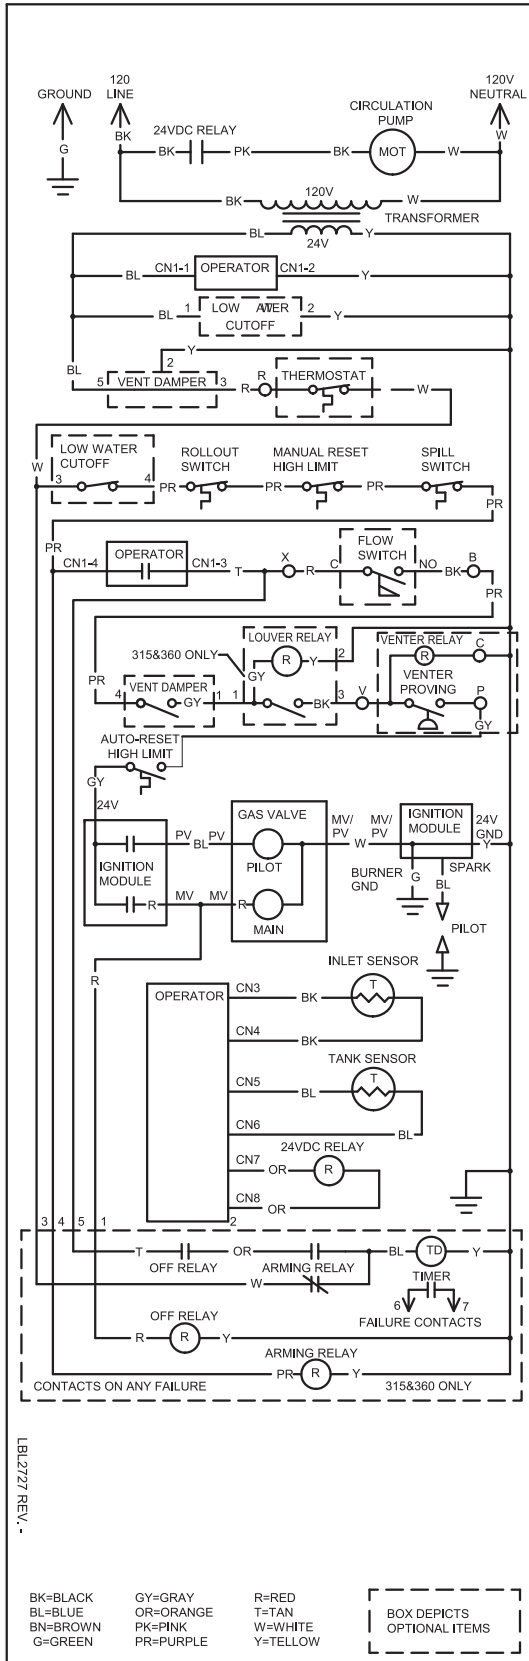 GROUND
120
LINE
120V
NEUTRAL
CIRCULATION
PUMP
BK
24VDC RELAY
W
G
BK
PK
BK
MOT
W
120V
BK
W
TRANSFORMER
BL
Y
24V
BL
CN1-1
OPERATOR
CN1-2
Y
BL
1
LOW WATER
CUTOFF
2
Y
Y
BL
2
5
VENT DAMPER
3
R
R
THERMOSTAT
W
LOW WATER
CUTOFF
W
3
4
ROLLOUT
SWITCH
MANUAL RESET
HIGH LIMIT
SPILL
SWITCH
PR
PR
PR
PR
PR
CN1-4
OPERATOR
CN1-3
T
X
R
C
FLOW
SWITCH
NO
BK
B
PR
315&360 ONLY
LOUVER RELAY
R
Y
2
GY
VENTER RELAY
R
C
VENTER
PROVING
PR
4
VENT DAMPER
GY
1
1
BK
3
V
P
GY
AUTO-RESET
HIGH LIMIT
GY
24V
IGNITION
MODULE
PV
BL
PV
GAS VALVE
PILOT
MV/
PV
W
MV/
PV
IGNITION
MODULE
24V
GND
Y
BURNER
GND
G
SPARK
BL
PILOT
R
MV
MV
R
MAIN
R
OPERATOR
CN3
BK
INLET SENSOR
T
CN4
BK
TANK SENSOR
CN5
BL
T
CN6
BL
24VDC RELAY
CN7
OR
R
CN8
OR
3
4
5
1
2
T
OFF RELAY
OR
ARMING RELAY
BL
TD
Y
TIMER
W
6
7
FAILURE CONTACTS
OFF RELAY
R
R
Y
ARMING RELAY
PR
R
Y
CONTACTS ON ANY FAILURE
315&360 ONLY
LBL2727 REV. -
BK=BLACK
BL=BLUE
BN=BROWN
G=GREEN
GY=GRAY
OR=ORANGE
PK=PINK
PR=PURPLE
R=RED
T=TAN
W=WHITE
Y=YELLOW
BOX DEPICTS
OPTIONAL ITEMS